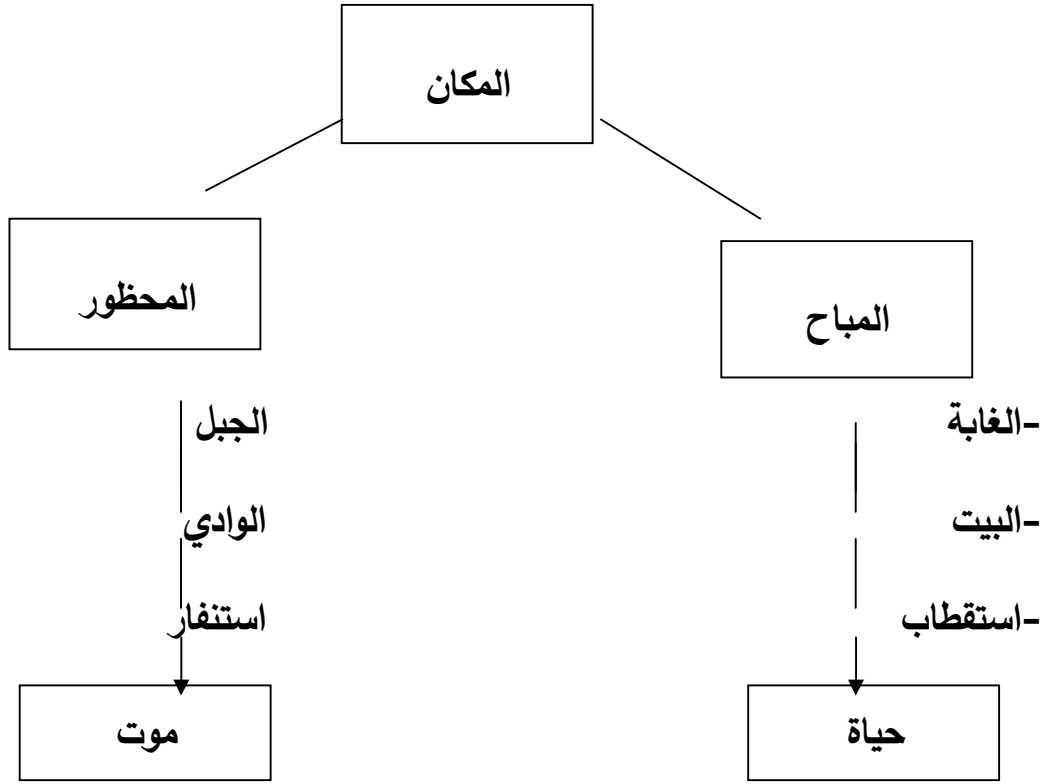 المكان
المباح
المحظور
-الغابة
-البيت
-استقطاب
الجبل
الوادي
استنفار
حياة
موت